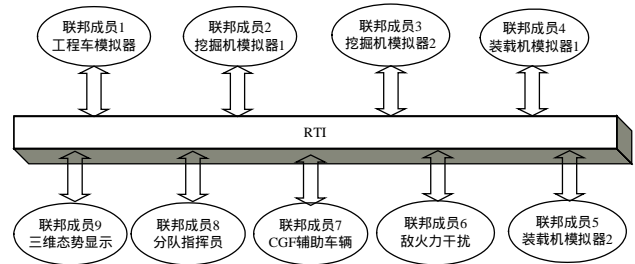 联邦成员1
工程车模拟器
联邦成员2
挖掘机模拟器1
联邦成员3
挖掘机模拟器2
联邦成员4
装载机模拟器1
RTI
联邦成员9
三维态势显示
联邦成员8
分队指挥员
联邦成员7
CGF辅助车辆
联邦成员6
敌火力干扰
联邦成员5
装载机模拟器2